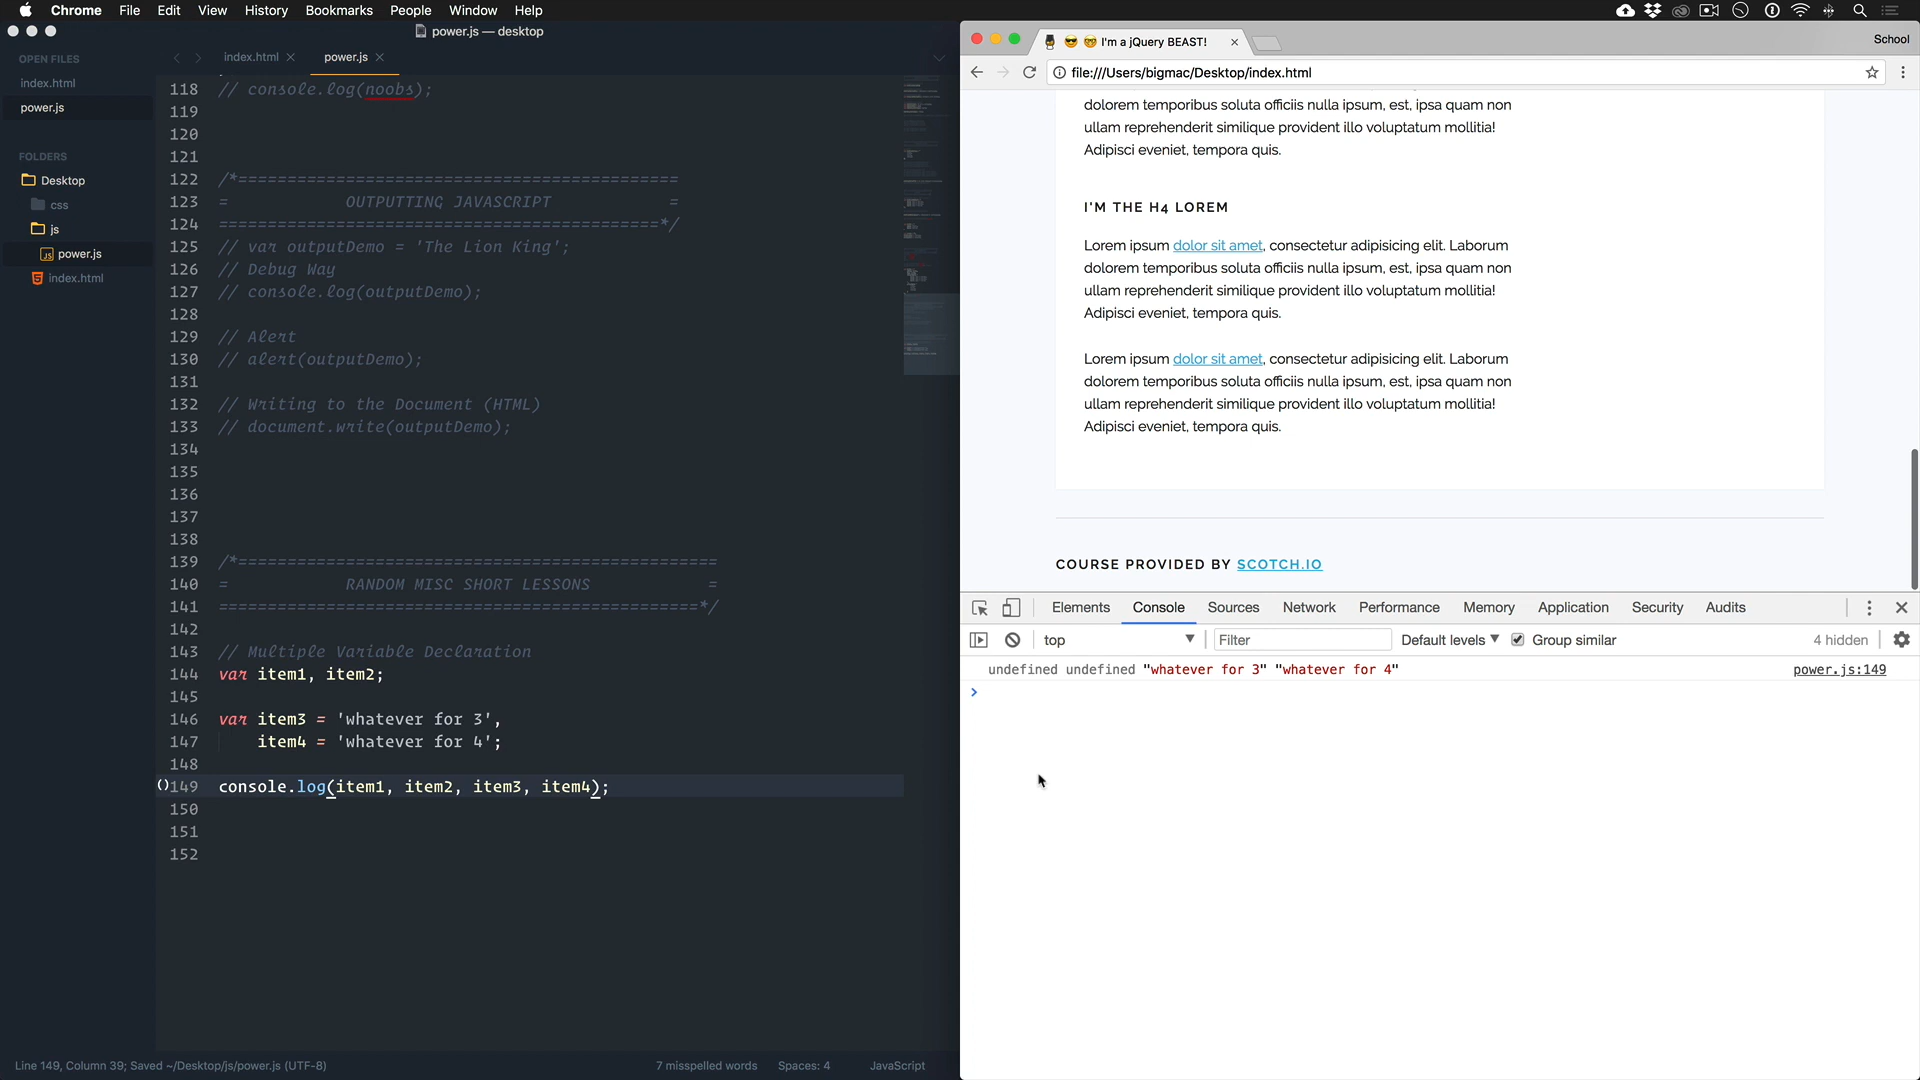 Chrome File Edit View History Bookmarks People Window Help
power.js — desktop
OPEN FILES
index.html
power.js
FOLDERS
Desktop
css
js
power.js
index.html
index.html
power.js
118 // console.log(noobs);
119
120
121
122 /*=============================================
123 = OUTPUTTING JAVASCRIPT =
124 =============================================*/
125 // var outputDemo = 'The Lion King';
126 // Debug Way
127 // console.log(outputDemo);
128
129 // Alert
130 // alert(outputDemo);
131
132 // Writing to the Document (HTML)
133 // document.write(outputDemo);
134
135
136
137
138
139 /*=================================================
140 = RANDOM MISC SHORT LESSONS =
141 =================================================*/
142
143 // Multiple Variable Declaration
144 var item1, item2;
145
146 var item3 = 'whatever for 3',
147 item4 = 'whatever for 4';
148
()149 console.log(item1, item2, item3, item4);
150
151
152
Line 149, Column 39; Saved ~/Desktop/js/power.js (UTF-8) 7 misspelled words Spaces: 4 JavaScript
I'm a jQuery BEAST! School
file:///Users/bigmac/Desktop/index.html
dolorem temporibus soluta officiis nulla ipsum, est, ipsa quam non
ullam reprehenderit similique provident illo voluptatum mollitia!
Adipisci eveniet, tempora quis.
I'M THE H4 LOREM
Lorem ipsum dolor sit amet, consectetur adipisicing elit. Laborum
dolorem temporibus soluta officiis nulla ipsum, est, ipsa quam non
ullam reprehenderit similique provident illo voluptatum mollitia!
Adipisci eveniet, tempora quis.
Lorem ipsum dolor sit amet, consectetur adipisicing elit. Laborum
dolorem temporibus soluta officiis nulla ipsum, est, ipsa quam non
ullam reprehenderit similique provident illo voluptatum mollitia!
Adipisci eveniet, tempora quis.
COURSE PROVIDED BY SCOTCH.IO
Elements Console Sources Network Performance Memory Application Security Audits
top Filter Default levels Group similar 4 hidden
undefined undefined "whatever for 3" "whatever for 4" power.js:149